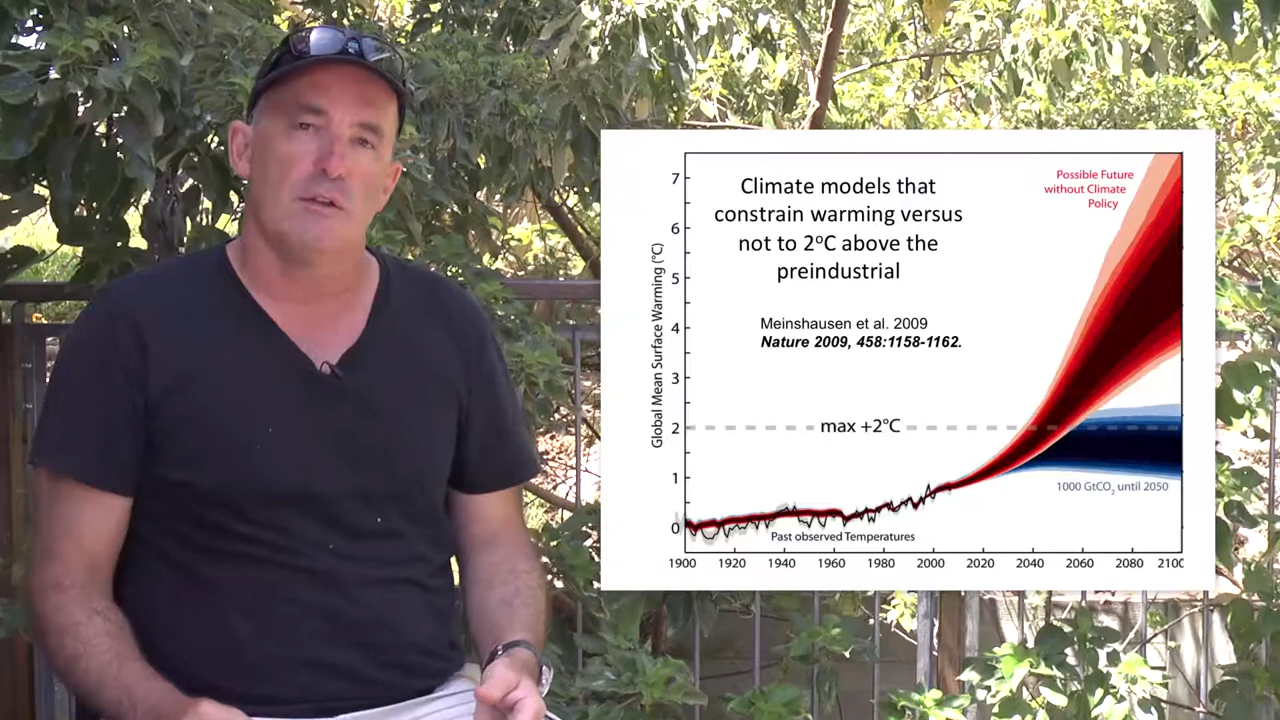 Climate models that
constrain warming versus
not to 2°C above the
preindustrial
Meinshausen et al. 2009
Nature 2009, 458:1158-1162.
Possible Future
without Climate
Policy
max +2°C
1000 GtCO₂ until 2050
Past observed Temperatures
Global Mean Surface Warming (°C)
7
6
5
4
3
2
1
0
1900 1920 1940 1960 1980 2000 2020 2040 2060 2080 2100